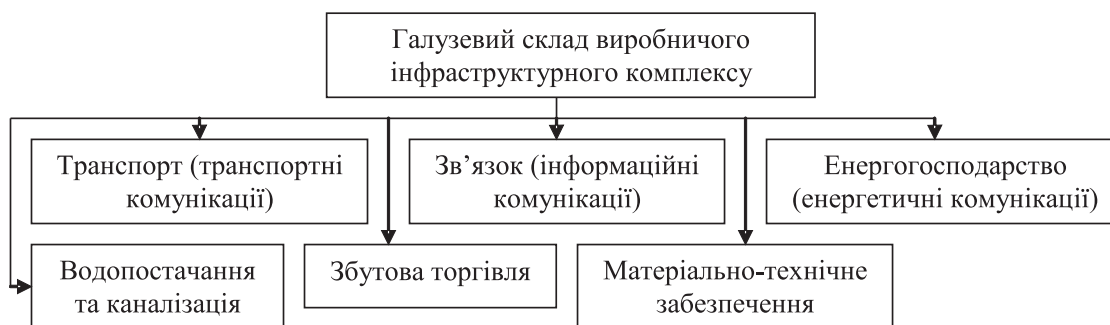 Галузевий склад виробничого
інфраструктурного комплексу
Транспорт (транспортні
комунікації)
Зв’язок (інформаційні
комунікації)
Енергогосподарство
(енергетичні комунікації)
Водопостачання
та каналізація
Збутова торгівля
Матеріально-технічне
забезпечення